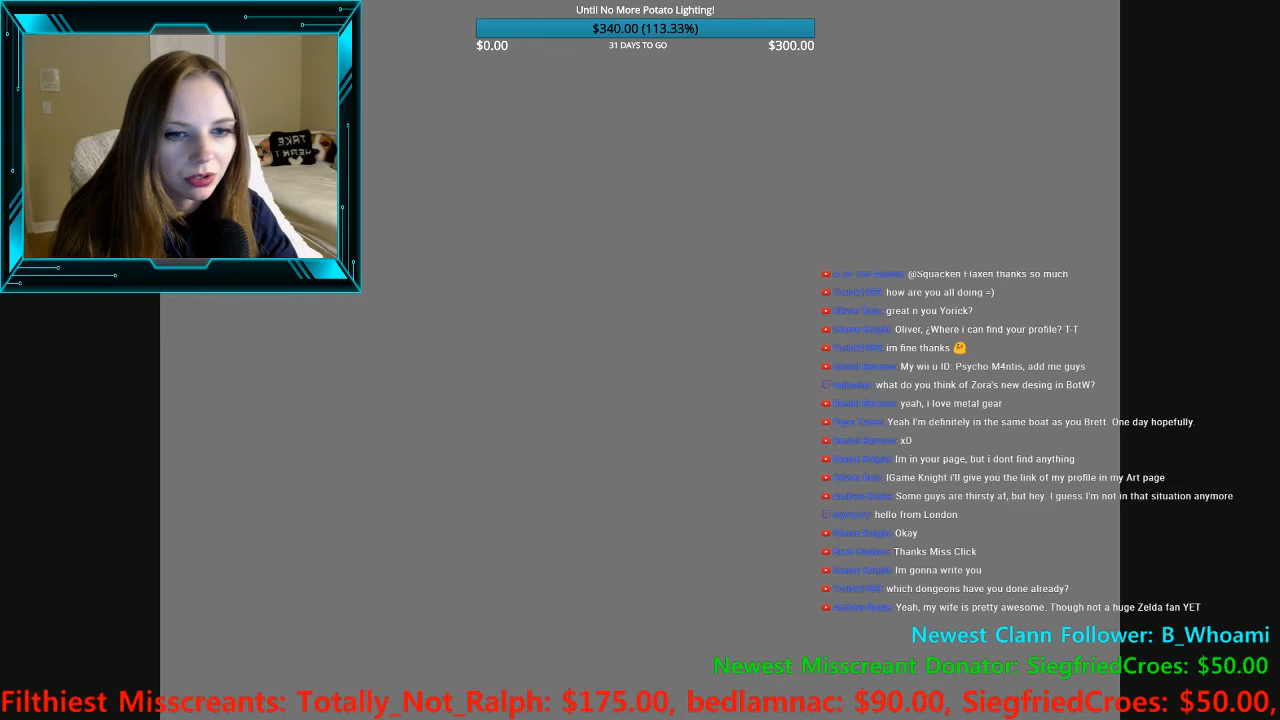 Until No More Potato Lighting!
$340.00 (113.33%)
$0.00 31 DAYS TO GO $300.00
@Squacken Flaxen thanks so much
how are you all doing =)
great n you Yorick?
Oliver, ¿Where i can find your profile? T-T
im fine thanks 🤔
My wii u ID: Psycho M4ntis, add me guys
what do you think of Zora's new desing in BotW?
yeah, i love metal gear
Yeah I'm definitely in the same boat as you Brett. One day hopefully.
xD
Im in your page, but i dont find anything
IGame Knight i'll give you the link of my profile in my Art page
Some guys are thirsty af, but hey. I guess I'm not in that situation anymore
hello from London
Okay
Thanks Miss Click
Im gonna write you
which dongeons have you done already?
Yeah, my wife is pretty awesome. Though not a huge Zelda fan YET
Newest Clann Follower: B_Whoami
Newest Misscreant Donator: SiegfriedCroes: $50.00
Filthiest Misscreants: Totally_Not_Ralph: $175.00, bedlamnac: $90.00, SiegfriedCroes: $50.00,